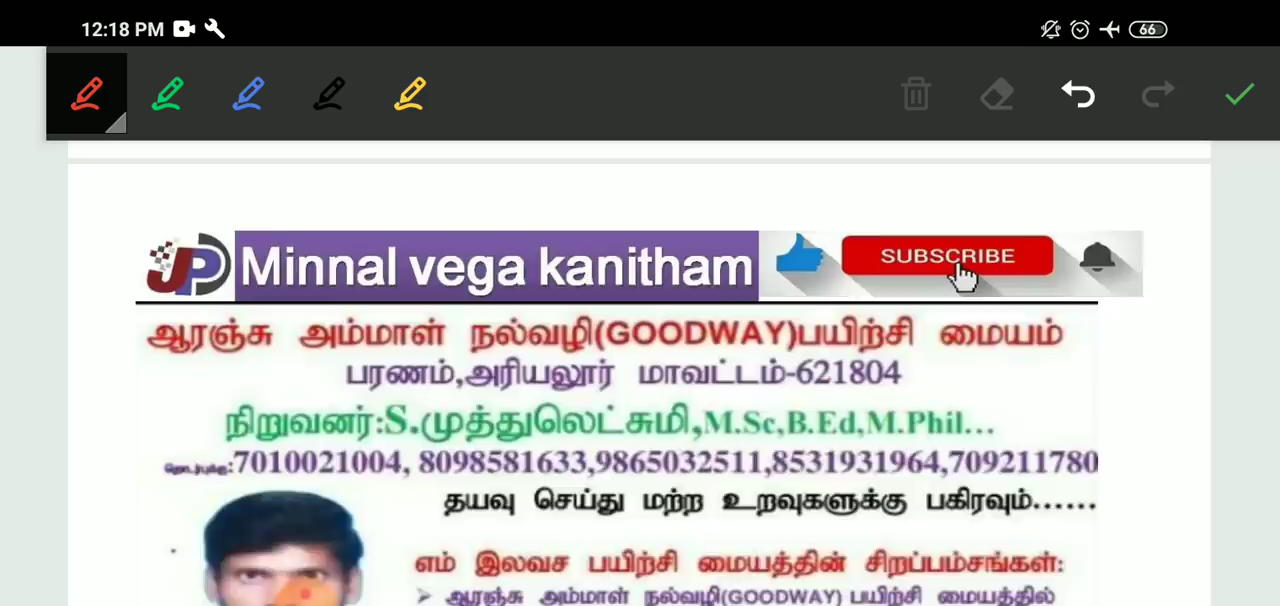 12:18 PM
66
JP Minnal vega kanitham SUBSCRIBE
ஆரஞ்சு அம்மாள் நல்வழி(GOODWAY)பயிற்சி மையம்
பரணம்,அரியலூர் மாவட்டம்-621804
நிறுவனர்:S.முத்துலெட்சுமி,M.Sc,B.Ed,M.Phil...
:7010021004, 8098581633,9865032511,8531931964,709211780
தயவு செய்து மற்ற உறவுகளுக்கு பகிரவும்......
எம் இலவச பயிற்சி மையத்தின் சிறப்பம்சங்கள்:
➢ ஆரஞ்சு அம்மாள் நல்வழி(GOODWAY) பயிற்சி மையத்தில்